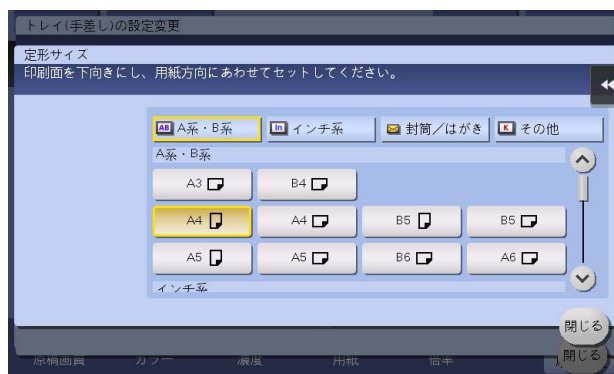 トレイ(手差し)の設定変更
定形サイズ
印刷面を下向きにし、用紙方向にあわせてセットしてください。
AB A系・B系 In インチ系 封筒/はがき K その他
A系・B系
A3 B4
A4 A4 B5 B5
A5 A5 B6 A6
インチ系
閉じる
原稿画質 カラー 濃度 用紙 倍率 閉じる